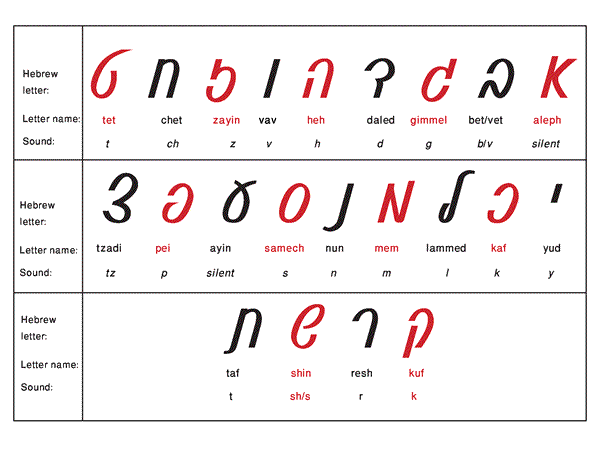 Hebrew
letter: א ב ג ד ה ו ז ח ט
Letter name: tet chet zayin vav heh daled gimmel bet/vet aleph
Sound: t ch z v h d g b/v silent
Hebrew
letter: י כ ל מ נ ס ע פ צ
Letter name: tzadi pei ayin samech nun mem lammed kaf yud
Sound: tz p silent s n m l k y
Hebrew
letter: ק ר ש ת
Letter name: taf shin resh kuf
Sound: t sh/s r k